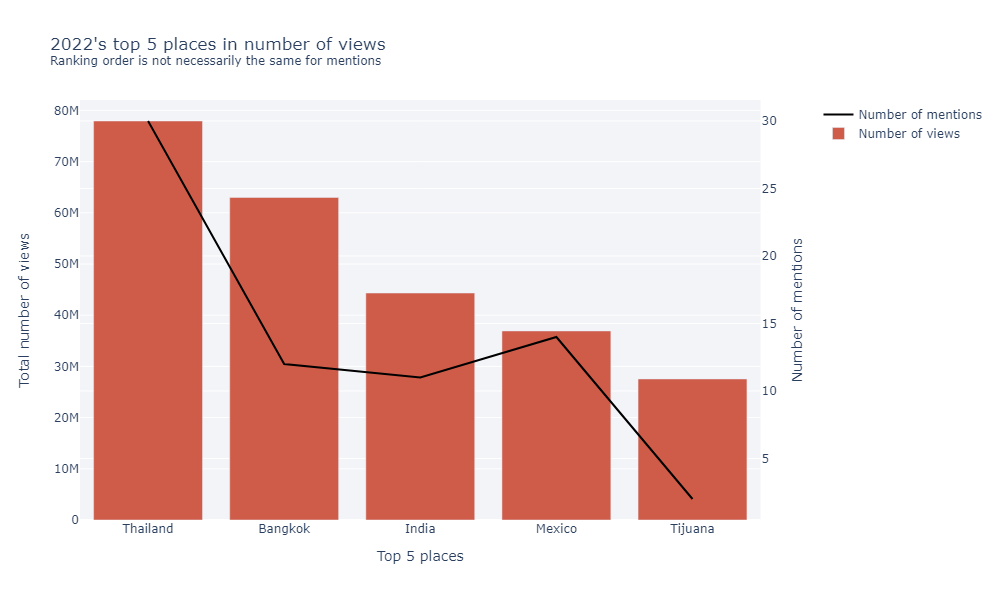 2022's top 5 places in number of views
Ranking order is not necessarily the same for mentions
Number of mentions
Number of views
Total number of views
80M
70M
60M
50M
40M
30M
20M
10M
0
30
25
20
15
10
5
Number of mentions
Thailand Bangkok India Mexico Tijuana
Top 5 places